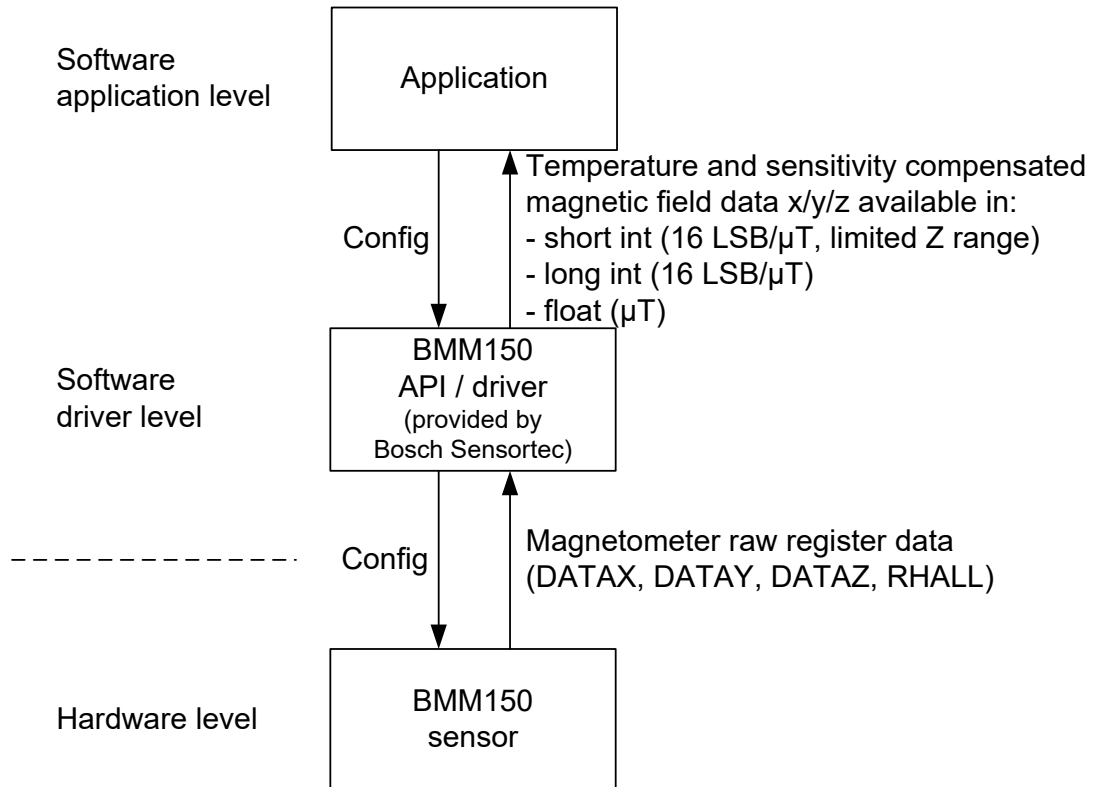 Software
application level
Application
Temperature and sensitivity compensated
magnetic field data x/y/z available in:
- short int (16 LSB/µT, limited Z range)
- long int (16 LSB/µT)
- float (µT)
Config
Software
driver level
BMM150
API / driver
(provided by
Bosch Sensortec)
Config
Magnetometer raw register data
(DATAX, DATAY, DATAZ, RHALL)
Hardware level
BMM150
sensor